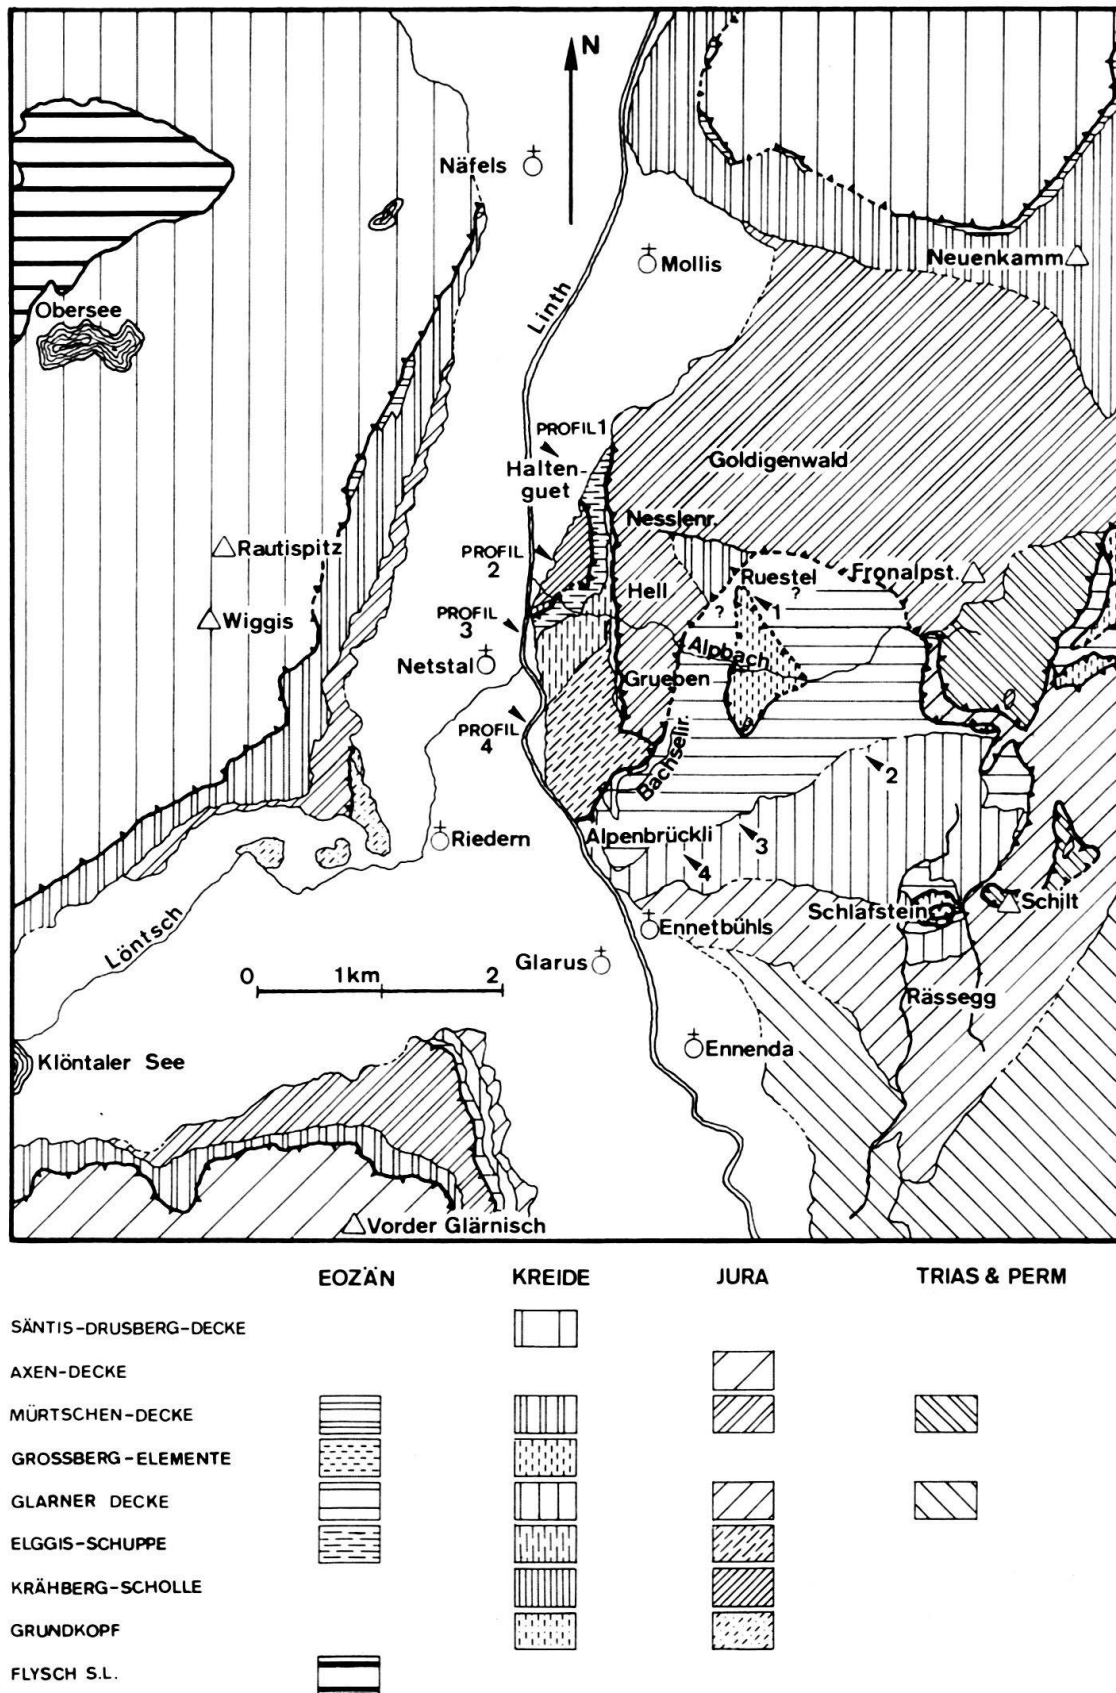 N
Näfels
Mollis
Neuenkamm
Obersee
Linth
PROFIL 1
Halten-
guet
Goldigenwald
Nesslenr.
Rautispitz
PROFIL
2
Hell
Ruestel
?
?
1
Fronalpst.
Wiggis
PROFIL
3
Netstal
Alpbach
Grueben
PROFIL
4
Bächselir.
2
Riedern
Alpenbrückli
3
4
Schlafstein
Schilt
Ennetbühls
Löntsch
Glarus
0 1km 2
Rässegg
Klöntaler See
Ennenda
Vorder Glärnisch
EOZÄN KREIDE JURA TRIAS & PERM
SÄNTIS-DRUSBERG-DECKE
AXEN-DECKE
MÜRTSCHEN-DECKE
GROSSBERG-ELEMENTE
GLARNER DECKE
ELGGIS-SCHUPPE
KRÄHBERG-SCHOLLE
GRUNDKOPF
FLYSCH S.L.